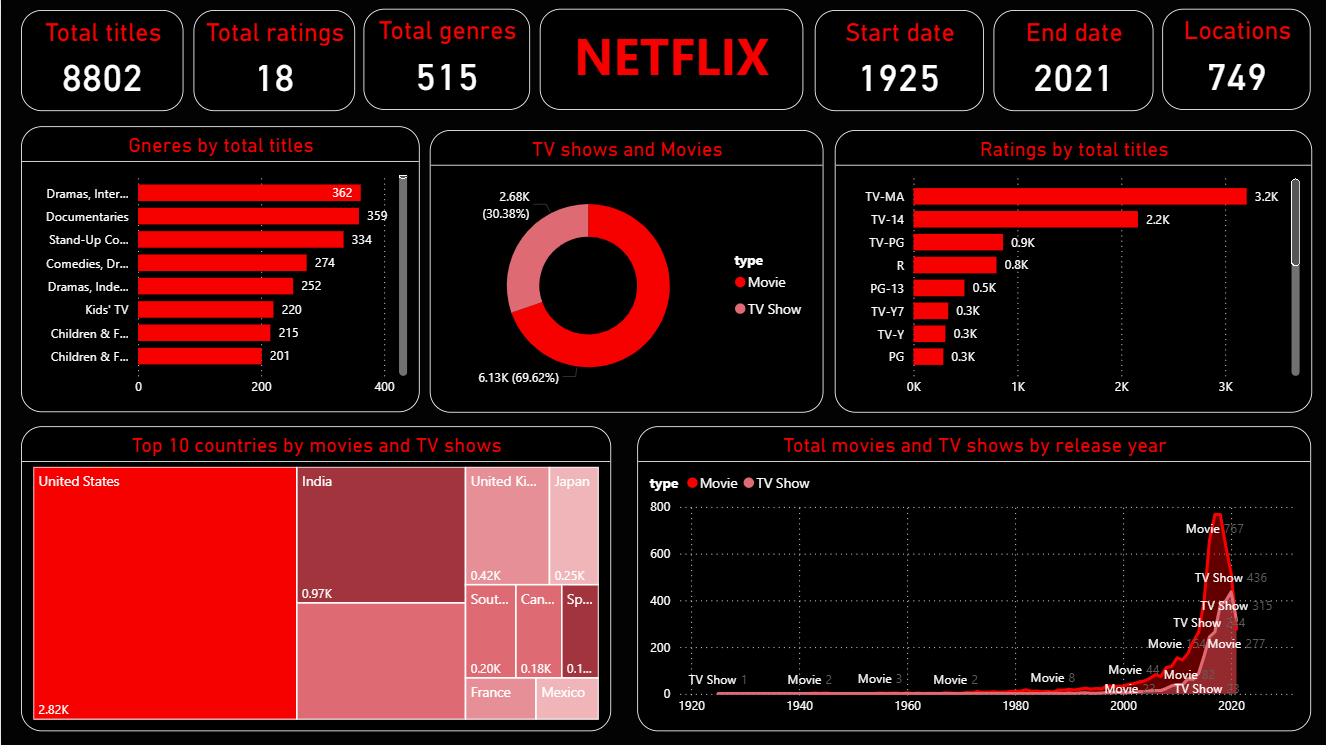 Total titles
8802
Total ratings
18
Total genres
515
NETFLIX
Start date
1925
End date
2021
Locations
749
Gneres by total titles
Dramas, Inter...
362
Documentaries
359
Stand-Up Co...
334
Comedies, Dr...
274
Dramas, Inde...
252
Kids' TV
220
Children & F...
215
Children & F...
201
0
200
400
TV shows and Movies
2.68K
(30.38%)
6.13K (69.62%)
type
Movie
TV Show
Ratings by total titles
TV-MA
3.2K
TV-14
2.2K
TV-PG
0.9K
R
0.8K
PG-13
0.5K
TV-Y7
0.3K
TV-Y
0.3K
PG
0.3K
0K
1K
2K
3K
Top 10 countries by movies and TV shows
United States
2.82K
India
0.97K
United Ki...
0.42K
Japan
0.25K
Sout...
0.20K
Can...
0.18K
Sp...
0.1...
France
Mexico
Total movies and TV shows by release year
type Movie TV Show
800
600
400
200
0
Movie 767
TV Show 436
TV Show 315
TV Show
Movie
Movie 277
Movie 44
Movie
Movie
TV Show
TV Show 1
Movie 2
Movie 3
Movie 2
Movie 8
1920
1940
1960
1980
2000
2020